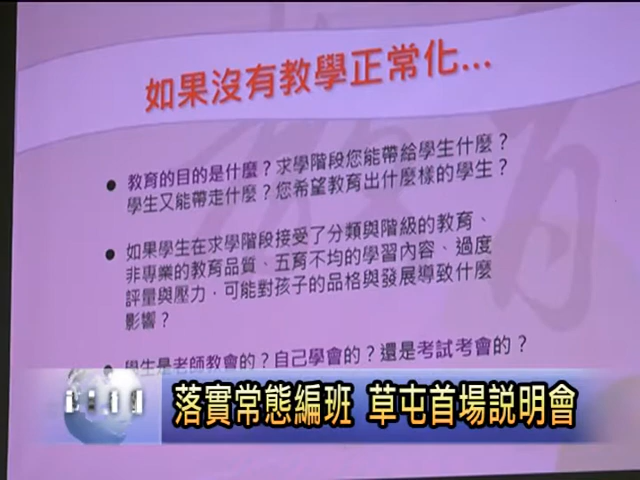 如果沒有教學正常化...
● 教育的目的是什麼？求學階段您能帶給學生什麼？
學生又能帶走什麼？您希望教育出什麼樣的學生？
● 如果學生在求學階段接受了分類與階級的教育、
非專業的教育品質、五育不均的學習內容、過度
評量與壓力，可能對孩子的品格與發展導致什麼
影響？
● 學生是老師教會的？自己學會的？還是考試考會的？
落實常態編班 草屯首場説明會